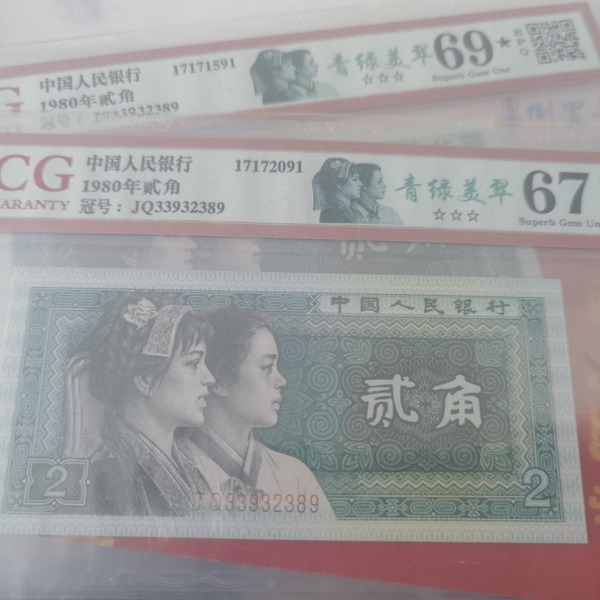 G
中国人民银行 17171591 青绿美翠 69★ EPQ
1980年贰角 ☆☆☆ Superb Gem Unc
CG 中国人民银行 17172091 青绿美翠 67
ARANTY 1980年贰角 ☆☆☆ Superb Gem Un
冠号：JQ33932389
中国人民银行
贰角
2
2
JQ33932389